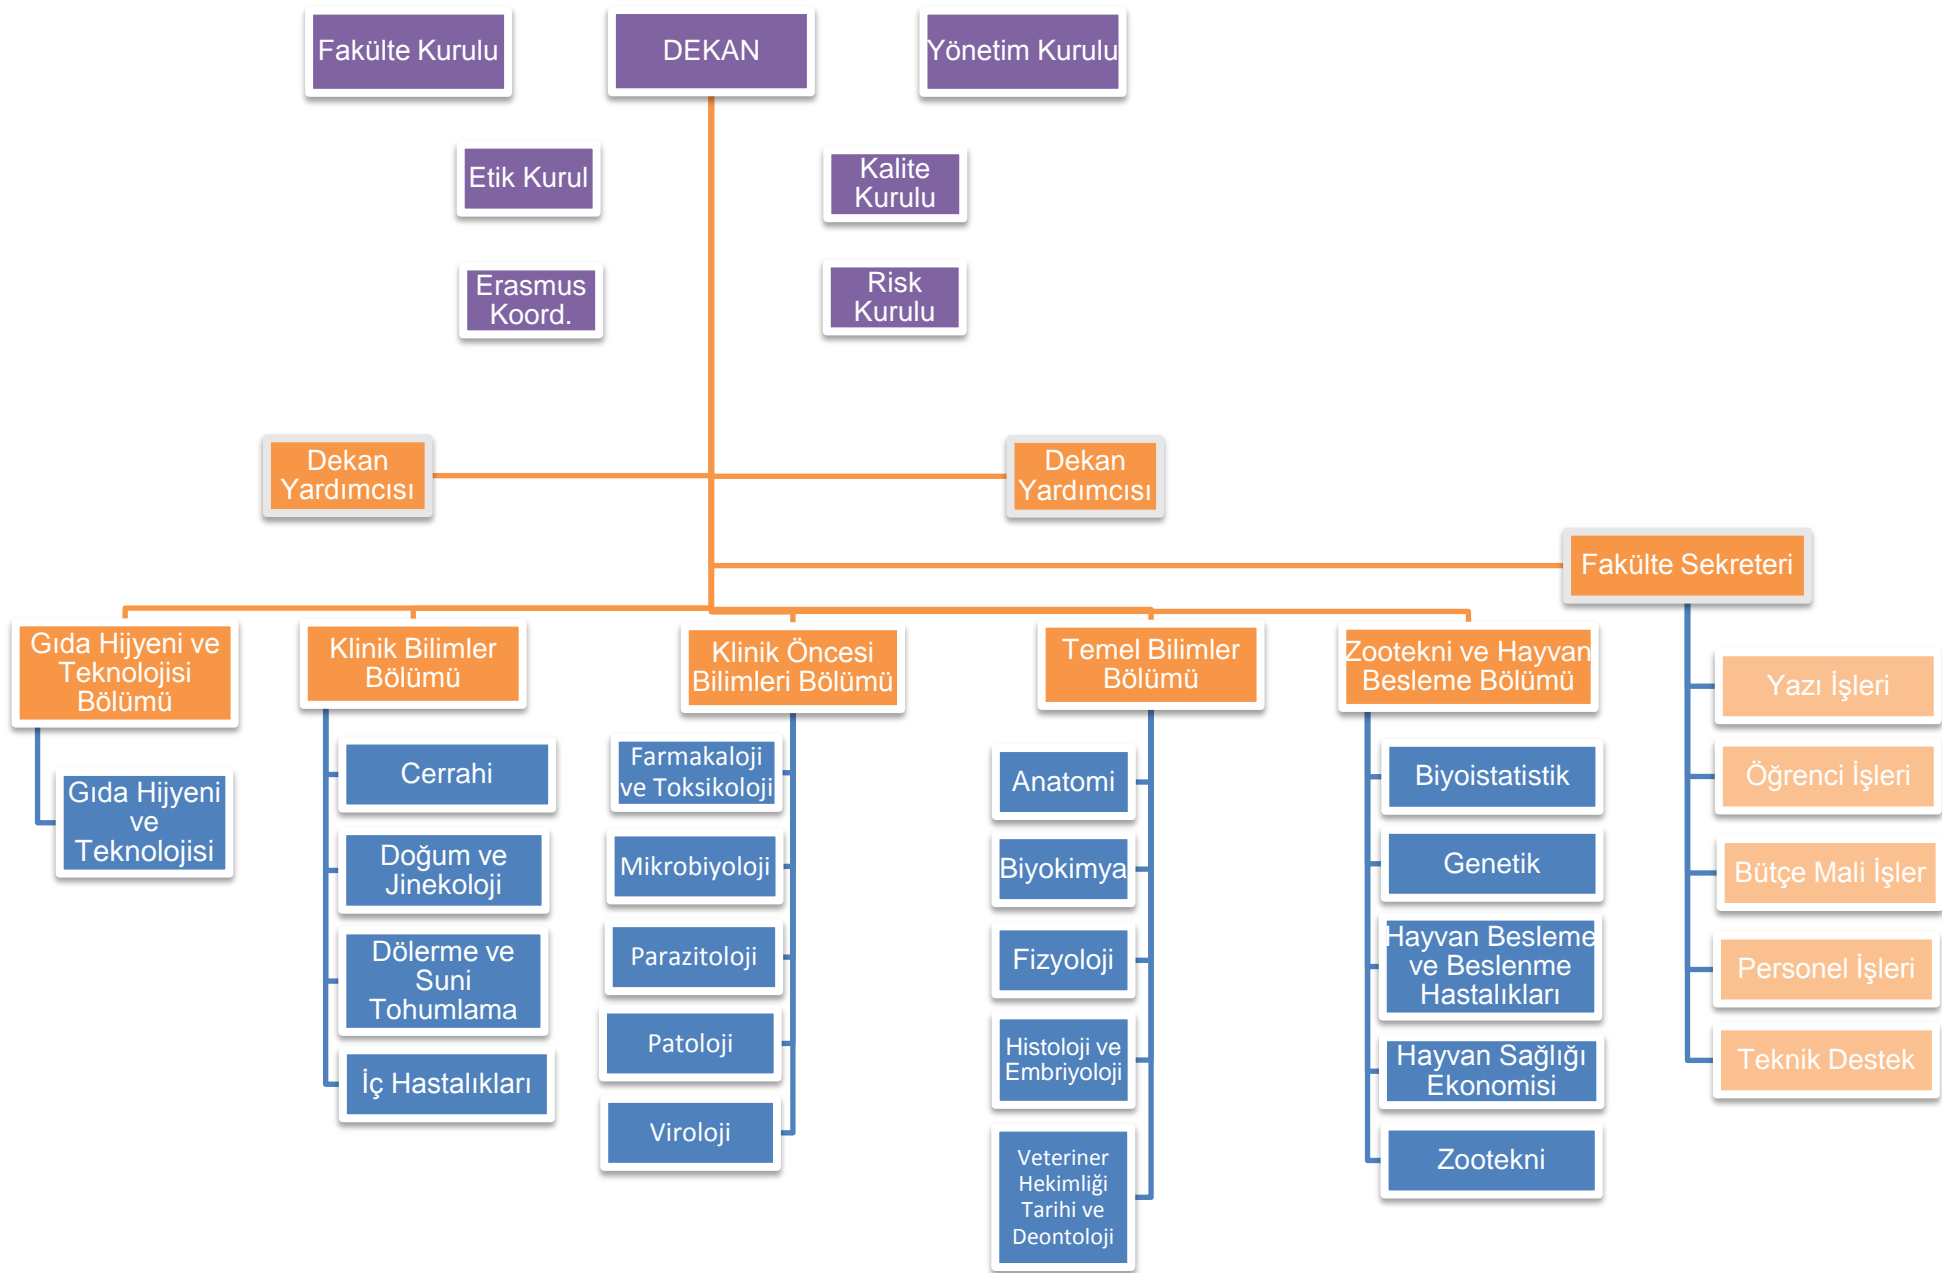 Fakülte Kurulu
DEKAN
Yönetim Kurulu
Etik Kurul
Kalite
Kurulu
Erasmus
Koord.
Risk
Kurulu
Dekan
Yardımcısı
Dekan
Yardımcısı
Fakülte Sekreteri
Gıda Hijyeni ve
Teknolojisi
Bölümü
Klinik Bilimler
Bölümü
Klinik Öncesi
Bilimleri Bölümü
Temel Bilimler
Bölümü
Zootekni ve Hayvan
Besleme Bölümü
Gıda Hijyeni
ve
Teknolojisi
Cerrahi
Doğum ve
Jinekoloji
Dölerme ve
Suni
Tohumlama
İç Hastalıkları
Farmakaloji
ve Toksikoloji
Mikrobiyoloji
Parazitoloji
Patoloji
Viroloji
Anatomi
Biyokimya
Fizyoloji
Histoloji ve
Embriyoloji
Veteriner
Hekimliği
Tarihi ve
Deontoloji
Biyoistatistik
Genetik
Hayvan Besleme
ve Beslenme
Hastalıkları
Hayvan Sağlığı
Ekonomisi
Zootekni
Yazı İşleri
Öğrenci İşleri
Bütçe Mali İşler
Personel İşleri
Teknik Destek